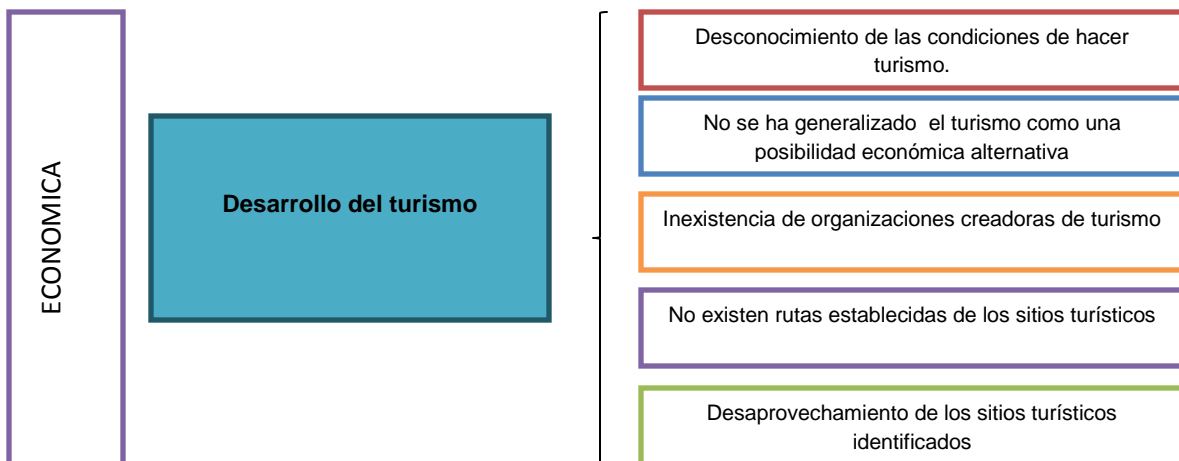 ECONOMICA
Desarrollo del turismo
Desconocimiento de las condiciones de hacer
turismo.
No se ha generalizado el turismo como una
posibilidad económica alternativa
Inexistencia de organizaciones creadoras de turismo
No existen rutas establecidas de los sitios turísticos
Desaprovechamiento de los sitios turísticos
identificados